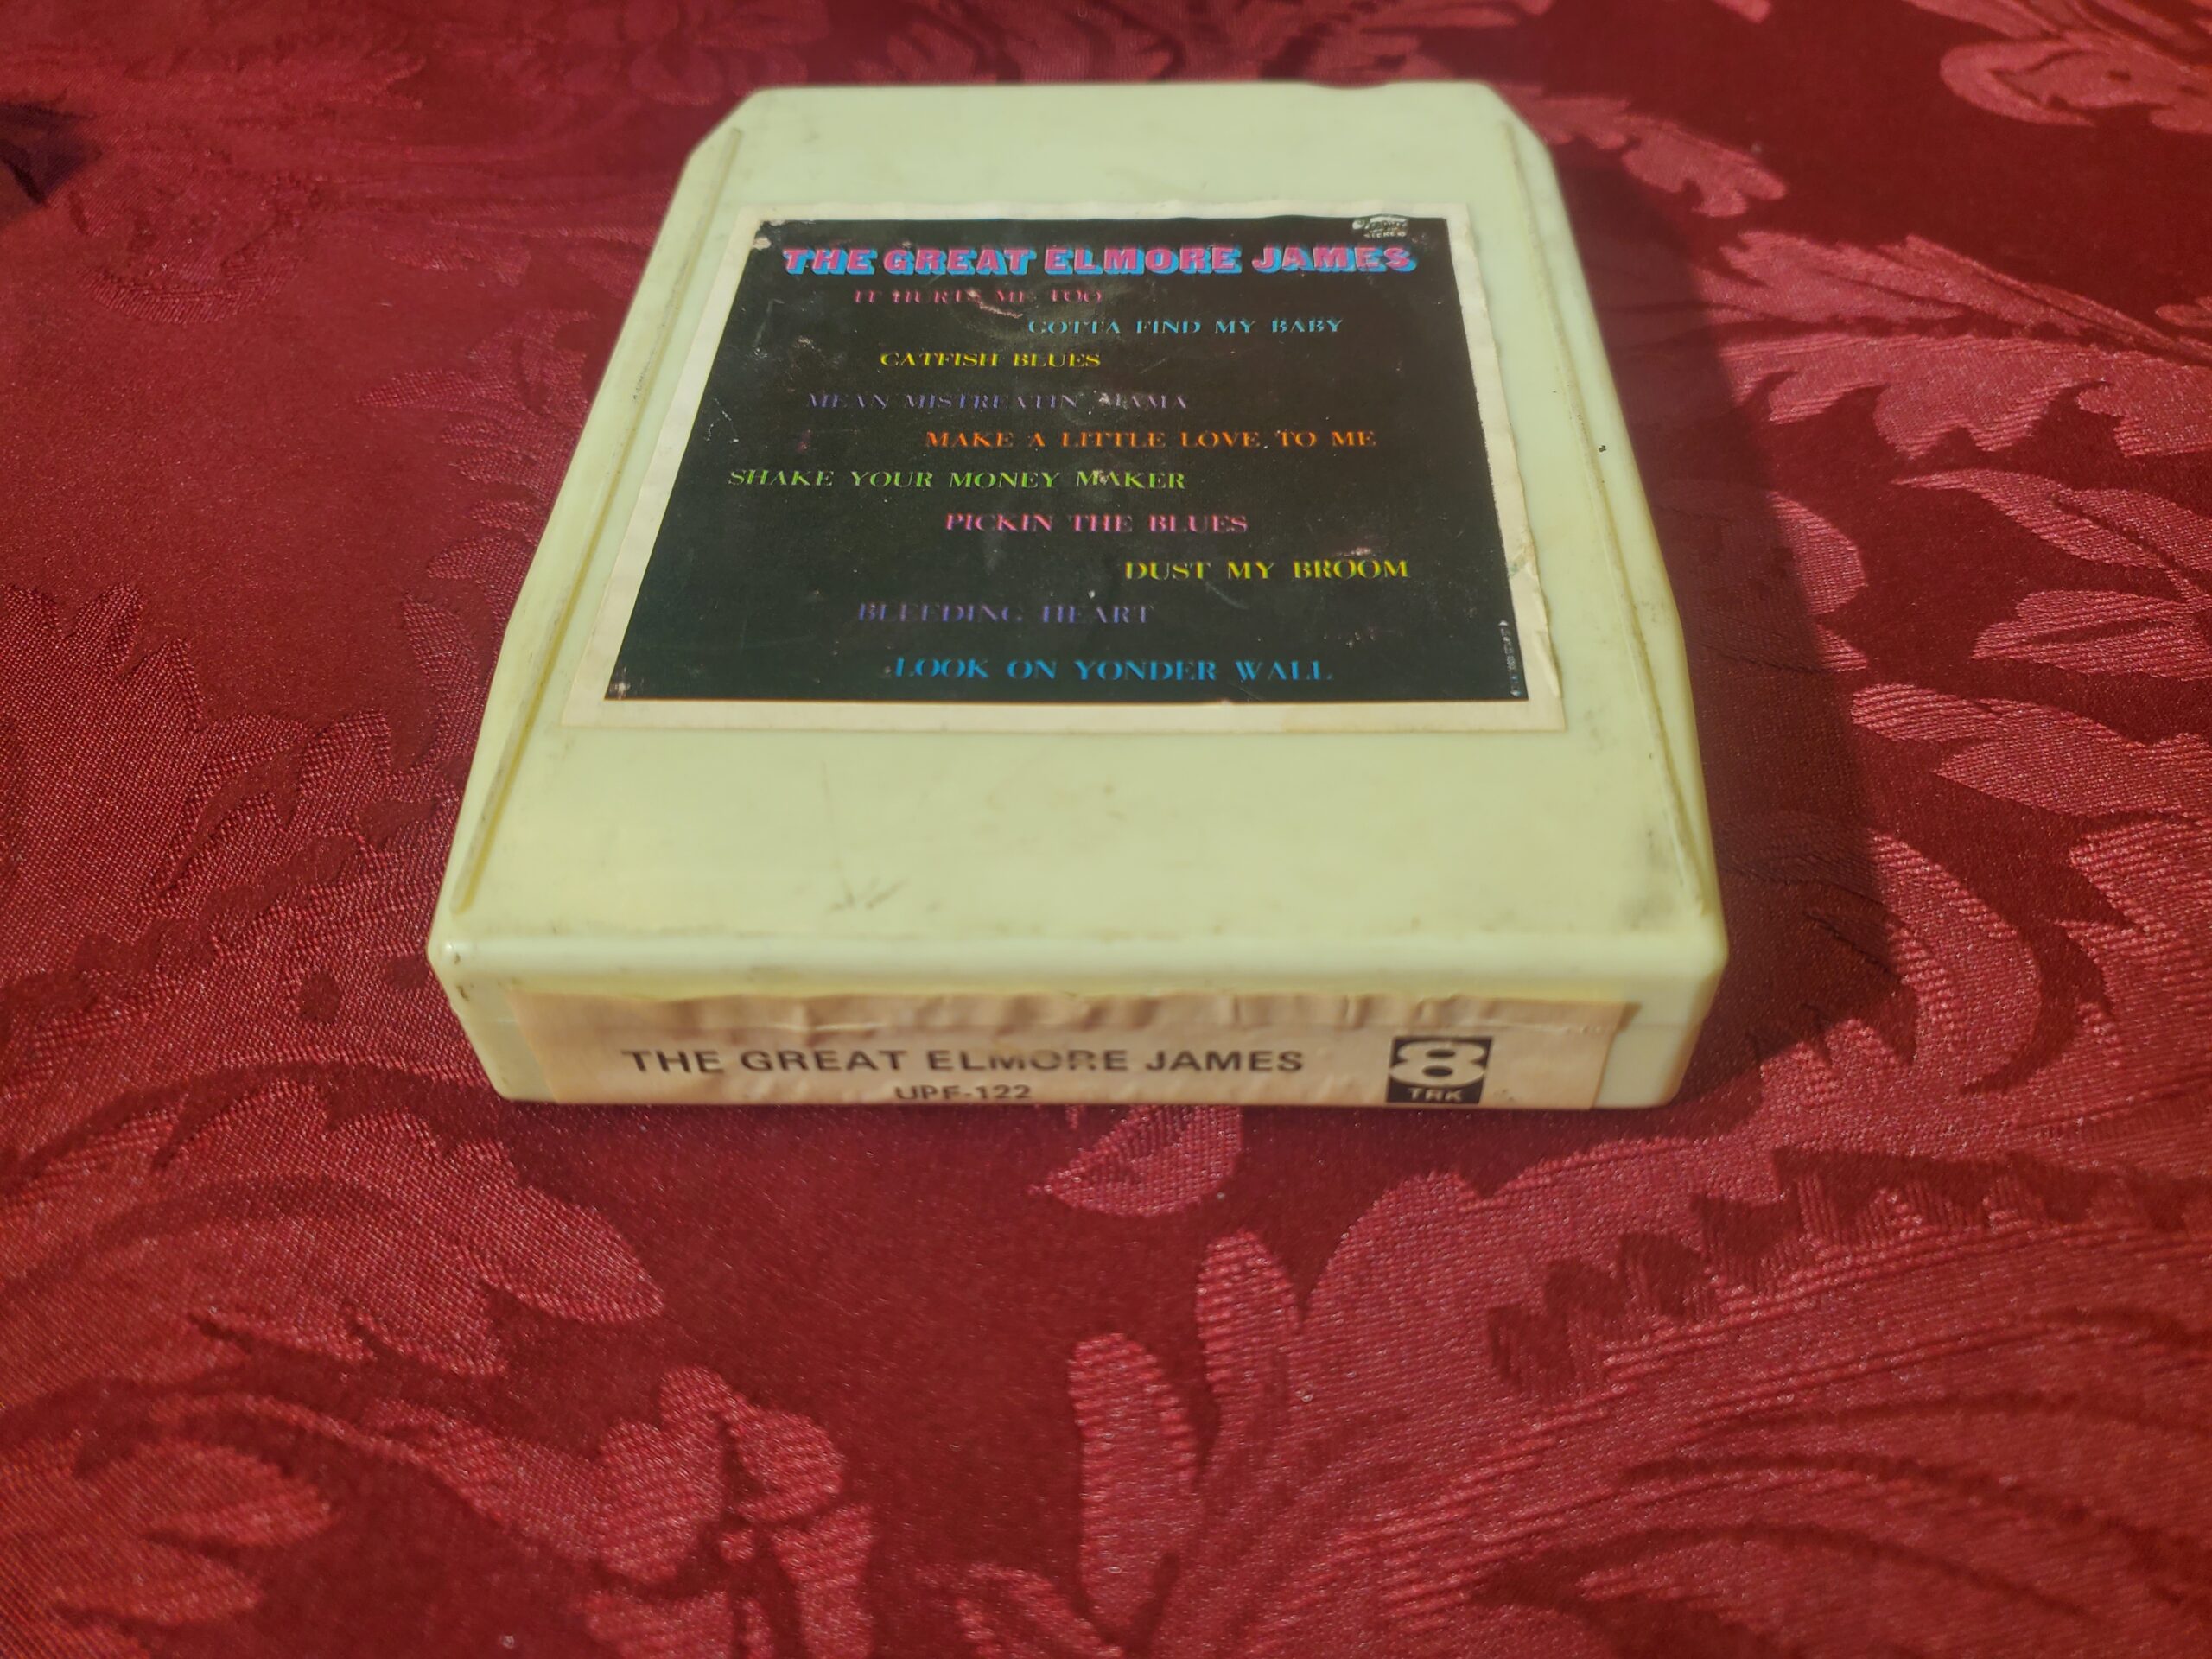 THE GREAT ELMORE JAMES
IT HURTS ME TOO
GOTTA FIND MY BABY
CATFISH BLUES
MEAN MISTREATIN' MAMA
MAKE A LITTLE LOVE TO ME
SHAKE YOUR MONEY MAKER
PICKIN THE BLUES
DUST MY BROOM
BLEEDING HEART
LOOK ON YONDER WALL
THE GREAT ELMORE JAMES
UPF-122
8
TRK
STEREO